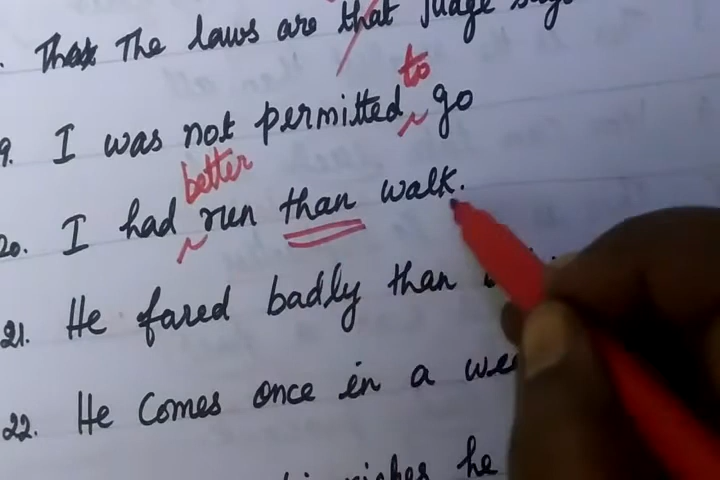 The laws are that Judge
to
9. I was not permitted go
better
20. I had run than walk.
21. He fared badly than
22. He Comes once in a
he